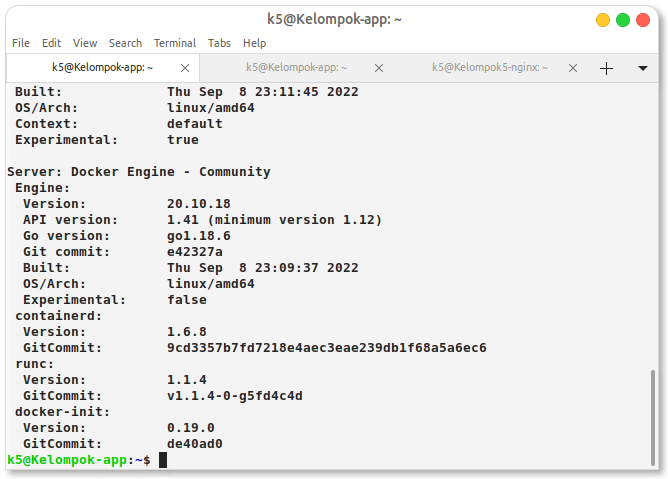 k5@Kelompok-app: ~
File Edit View Search Terminal Tabs Help
k5@Kelompok-app: ~ k5@Kelompok-app: ~ k5@Kelompok5-nginx: ~
Built: Thu Sep  8 23:11:45 2022
OS/Arch: linux/amd64
Context: default
Experimental: true
Server: Docker Engine - Community
Engine:
Version: 20.10.18
API version: 1.41 (minimum version 1.12)
Go version: go1.18.6
Git commit: e42327a
Built: Thu Sep  8 23:09:37 2022
OS/Arch: linux/amd64
Experimental: false
containerd:
Version: 1.6.8
GitCommit: 9cd3357b7fd7218e4aec3eae239db1f68a5a6ec6
runc:
Version: 1.1.4
GitCommit: v1.1.4-0-g5fd4c4d
docker-init:
Version: 0.19.0
GitCommit: de40ad0
k5@Kelompok-app:~$